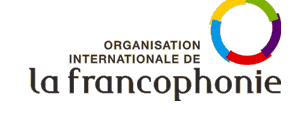 ORGANISATION
INTERNATIONALE DE
la francophonie